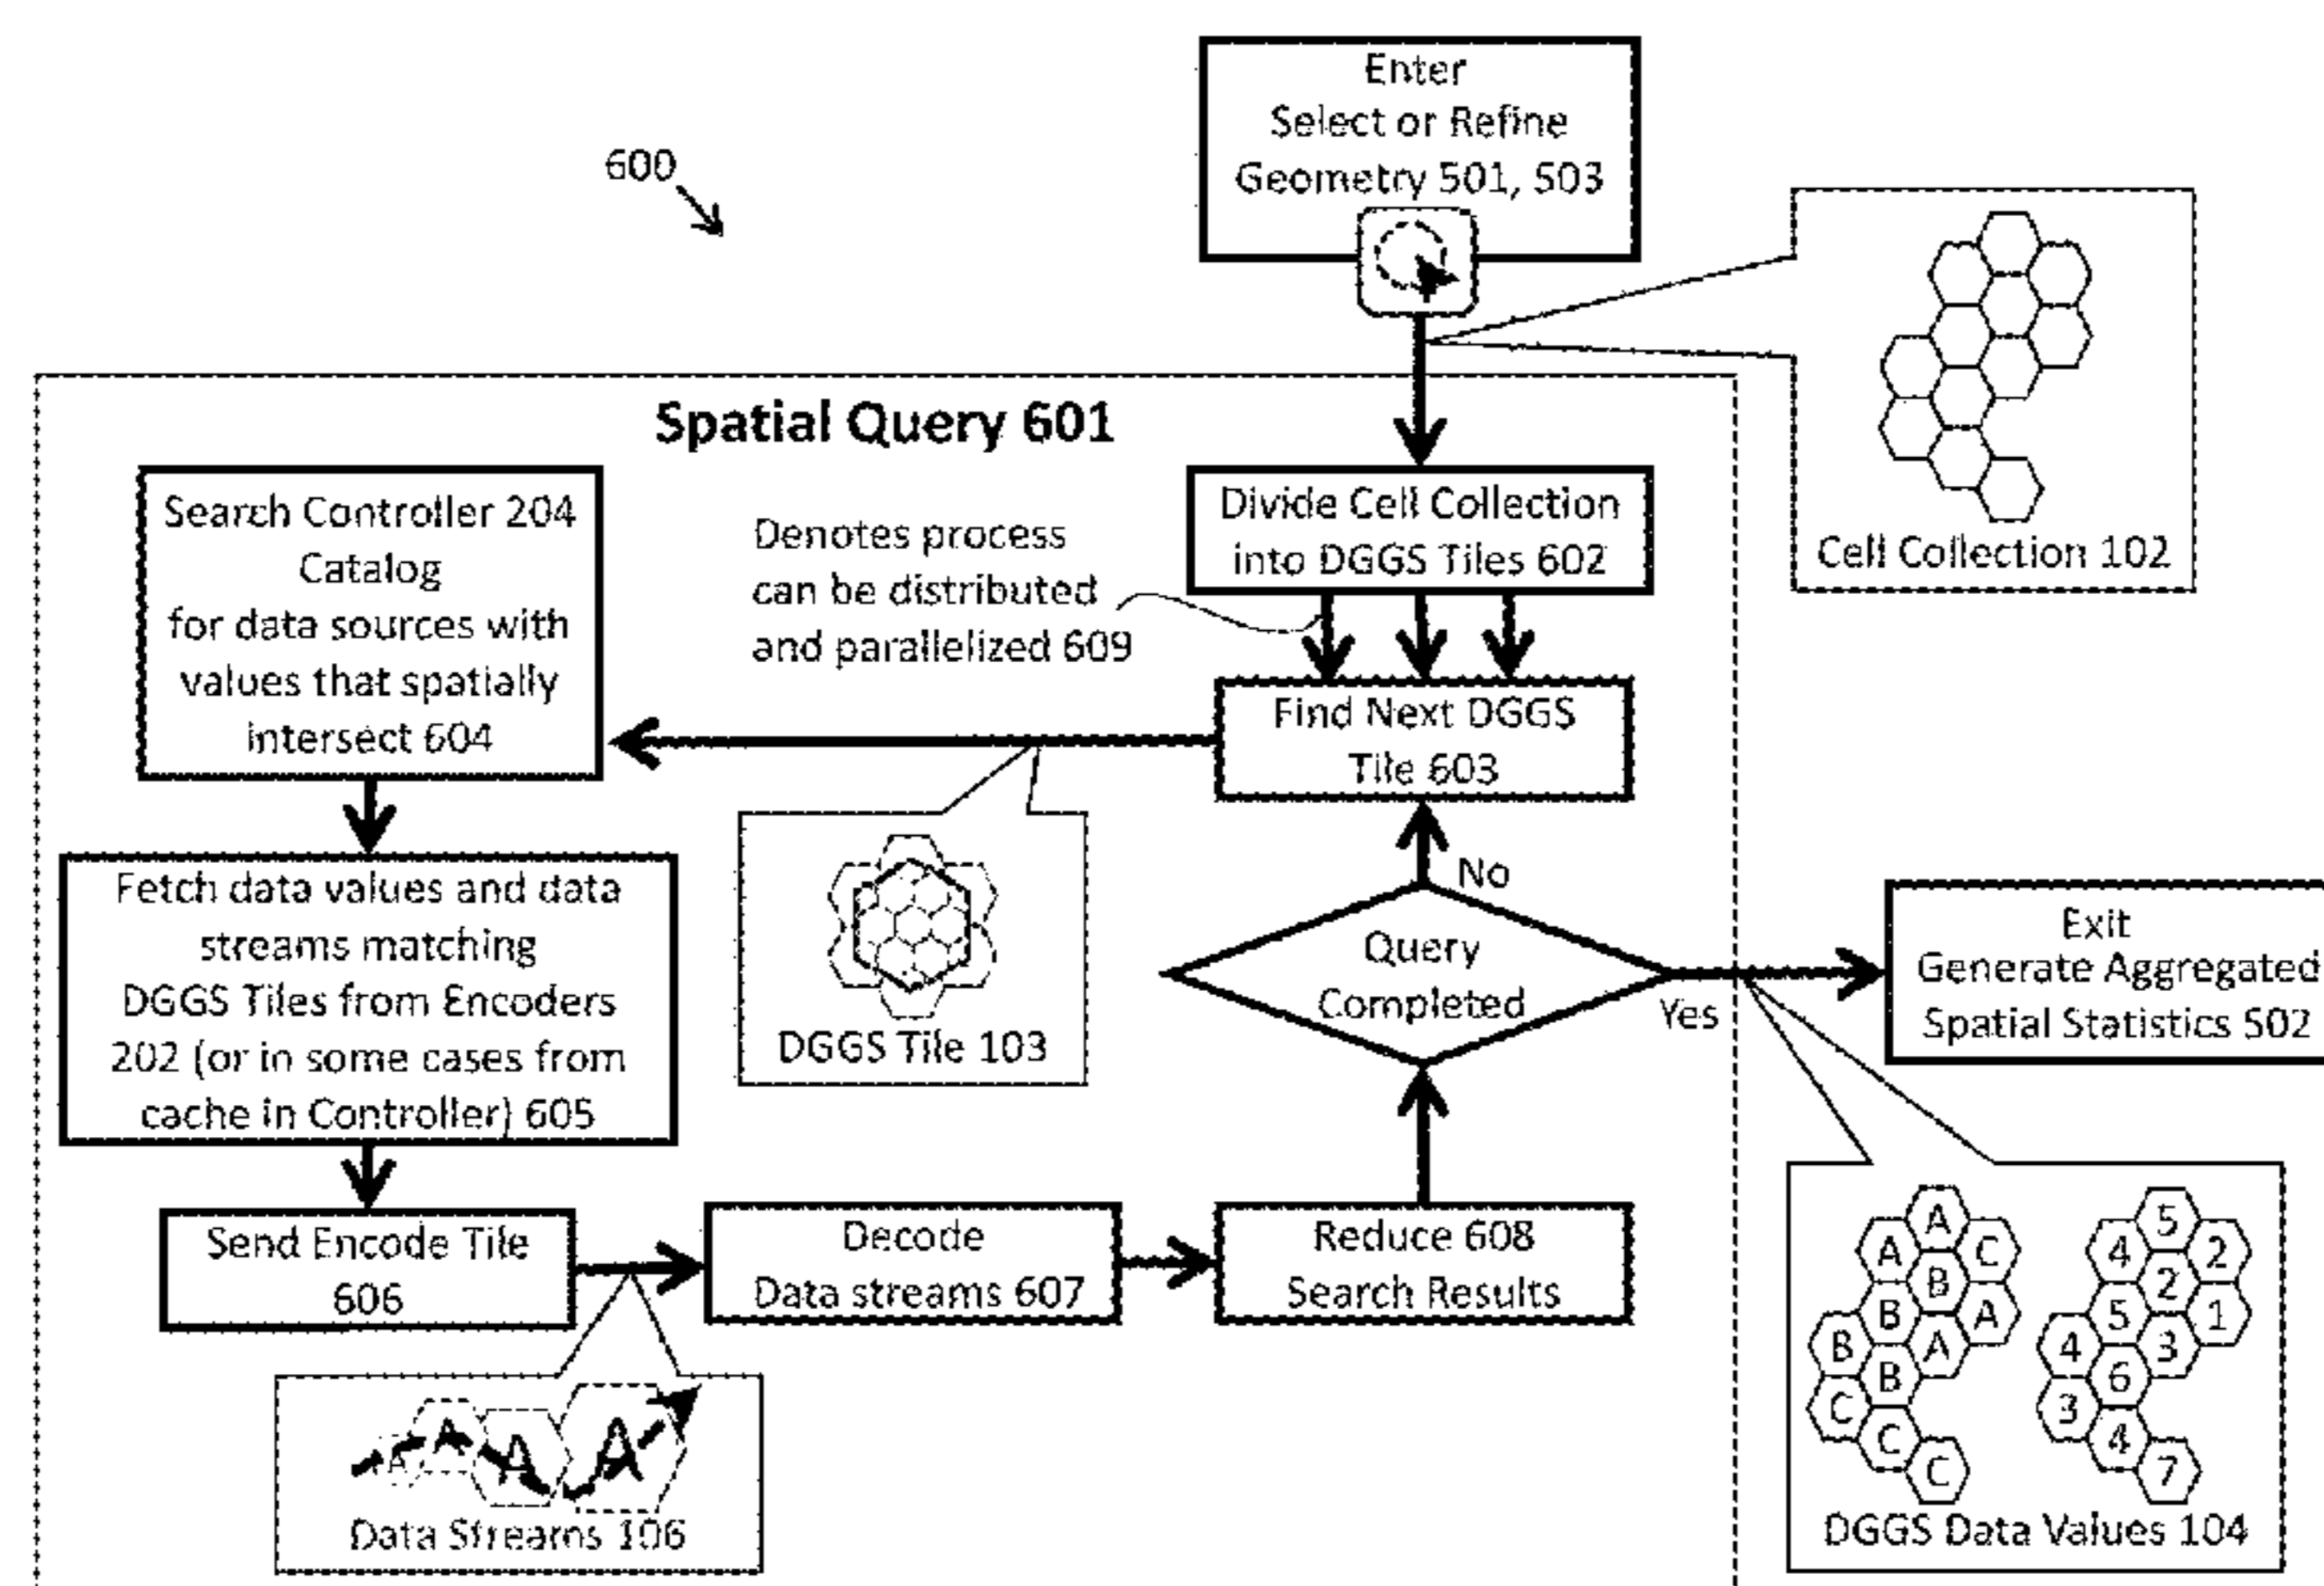 Enter
Select or Refine
Geometry 501, 503
600
Cell Collection 102
Spatial Query 601
Search Controller 204
Catalog
for data sources with
values that spatially
intersect 604
Denotes process
can be distributed
and parallelized 609
Divide Cell Collection
into DGGS Tiles 602
Find Next DGGS
Tile 603
DGGS Tile 103
Fetch data values and data
streams matching
DGGS Tiles from Encoders
202 (or in some cases from
cache in Controller) 605
No
Query
Completed
Yes
Exit
Generate Aggregated
Spatial Statistics 502
Send Encode Tile
606
Decode
Data streams 607
Reduce 608
Search Results
A A A A
Data Streams 106
A
A C
B
B A
B A
B
C
C
C
5
4 2
2
5 1
4 3
6
3
4
7
DGGS Data Values 104